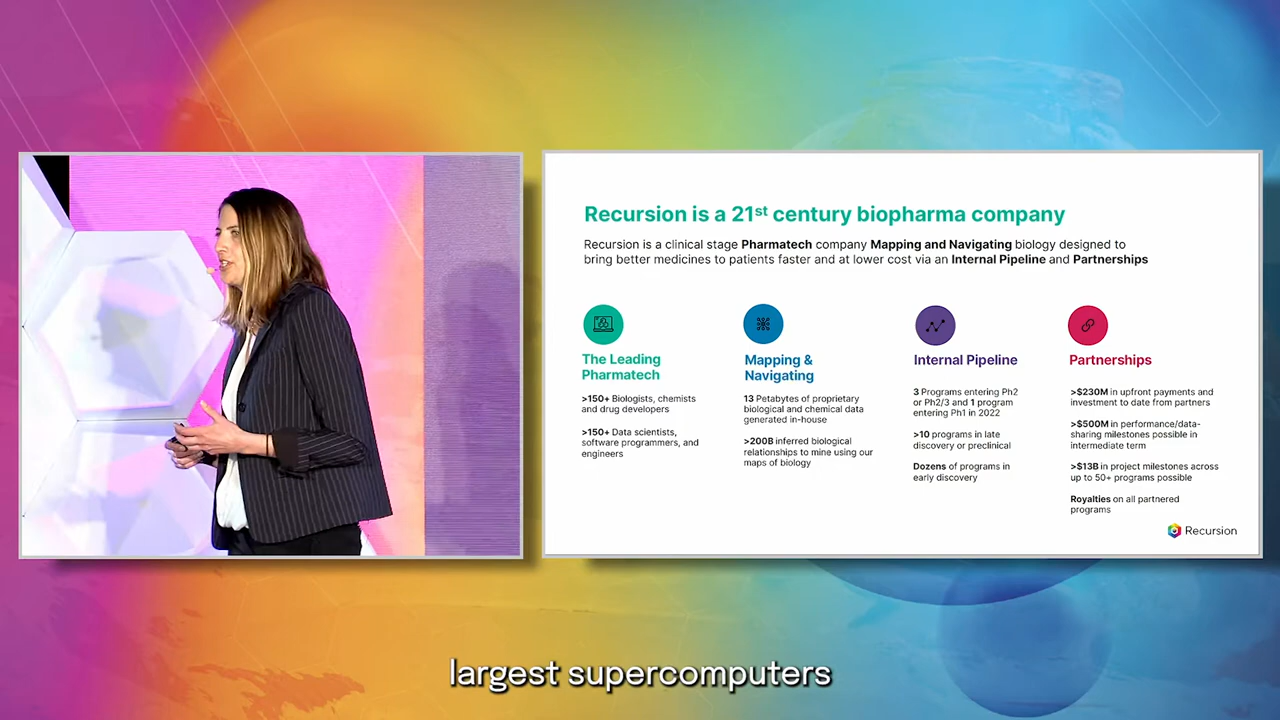 Recursion is a 21st century biopharma company
Recursion is a clinical stage Pharmatech company Mapping and Navigating biology designed to
bring better medicines to patients faster and at lower cost via an Internal Pipeline and Partnerships
The Leading
Pharmatech
>150+ Biologists, chemists
and drug developers
>150+ Data scientists,
software programmers, and
engineers
Mapping &
Navigating
13 Petabytes of proprietary
biological and chemical data
generated in-house
>200B inferred biological
relationships to mine using our
maps of biology
Internal Pipeline
3 Programs entering Ph2
or Ph2/3 and 1 program
entering Ph1 in 2022
>10 programs in late
discovery or preclinical
Dozens of programs in
early discovery
Partnerships
>$230M in upfront payments and
investment to date from partners
>$500M in performance/data-
sharing milestones possible in
intermediate term
>$13B in project milestones across
up to 50+ programs possible
Royalties on all partnered
programs
Recursion
largest supercomputers